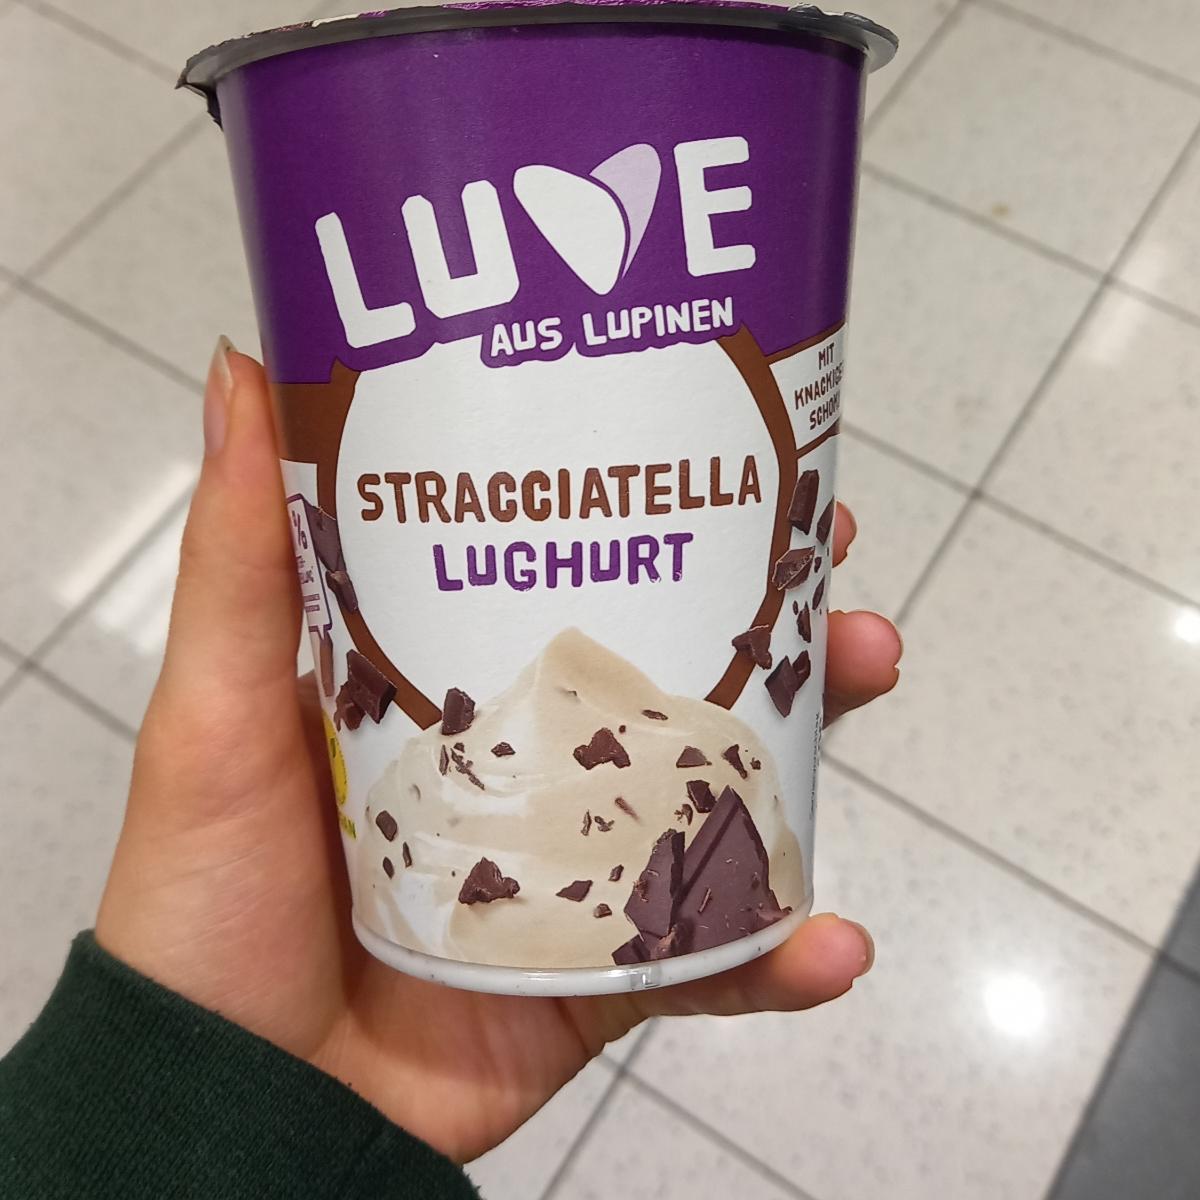 LUVE
AUS LUPINEN
MIT
STRACCIATELLA
LUGHURT
%